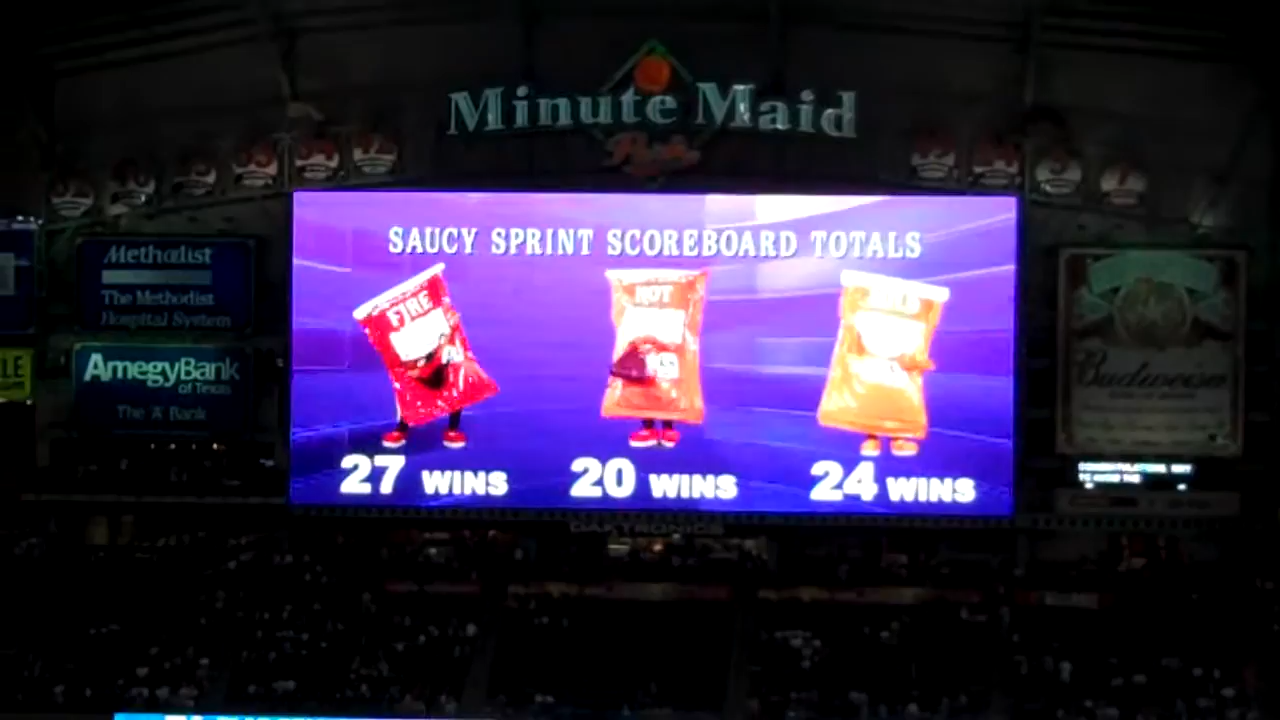 Minute Maid
Park
SAUCY SPRINT SCOREBOARD TOTALS
FIRE
HOT
27 WINS
20 WINS
24 WINS
Methodist
The Methodist
Hospital System
AmegyBank
of Texas
The 'A' Bank
Budweiser
DAKTRONICS